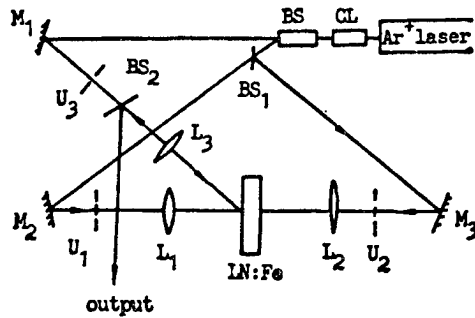 M1 BS CL Ar+ laser
BS2 BS1
U3
L3
M2 M3
U1 L1 L2 U2
LN:Fe
output